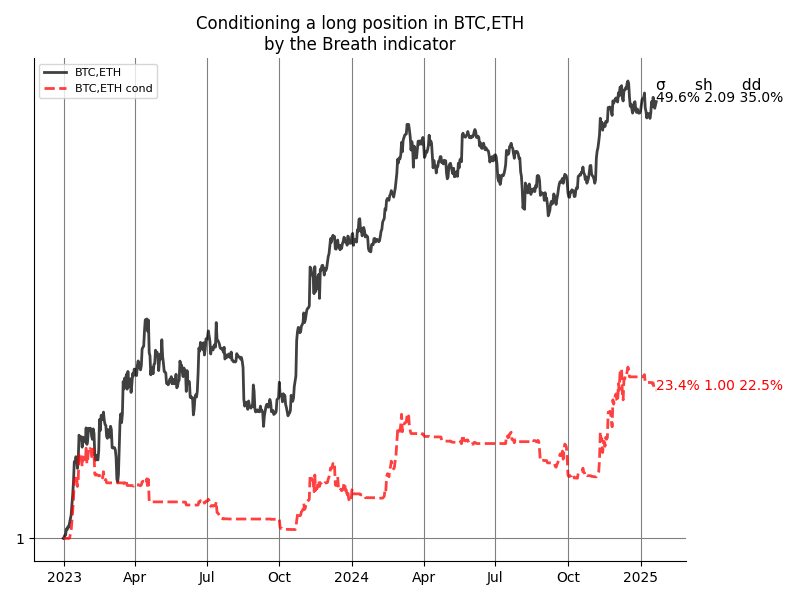 Conditioning a long position in BTC,ETH
by the Breath indicator
BTC,ETH
BTC,ETH cond
σ sh dd
49.6% 2.09 35.0%
23.4% 1.00 22.5%
1
2023 Apr Jul Oct 2024 Apr Jul Oct 2025